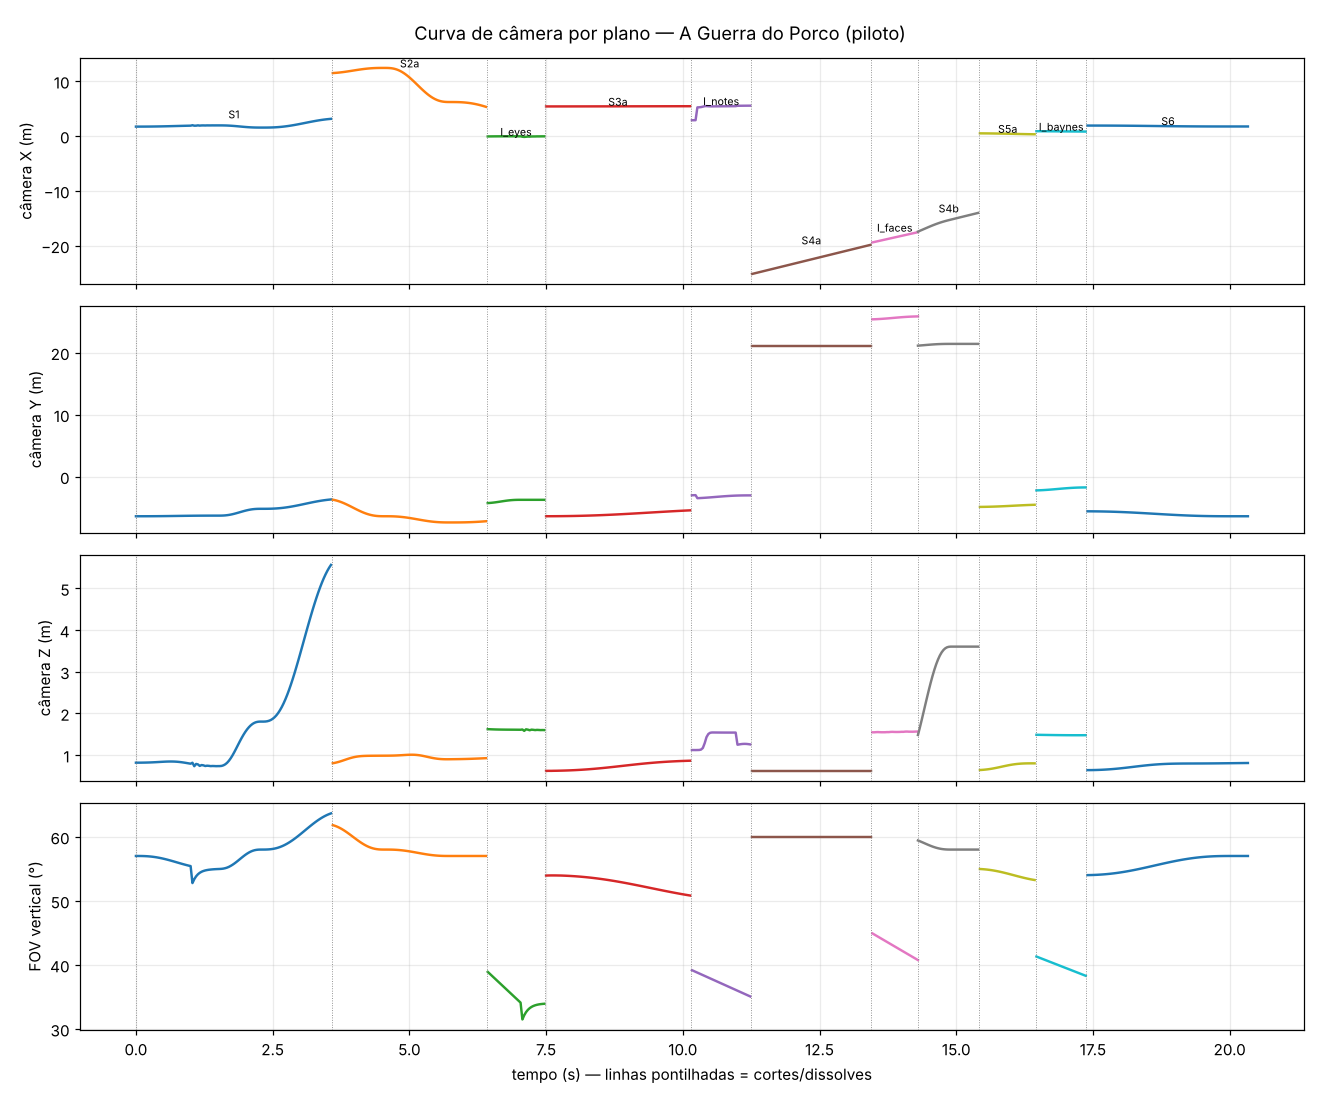 Curva de câmera por plano — A Guerra do Porco (piloto)
câmera X (m)
10
0
−10
−20
S1
S2a
I_eyes
S3a
I_notes
S4a
I_faces
S4b
S5a
I_baynes
S6
câmera Y (m)
20
10
0
câmera Z (m)
5
4
3
2
1
FOV vertical (°)
60
50
40
30
0.0 2.5 5.0 7.5 10.0 12.5 15.0 17.5 20.0
tempo (s) — linhas pontilhadas = cortes/dissolves